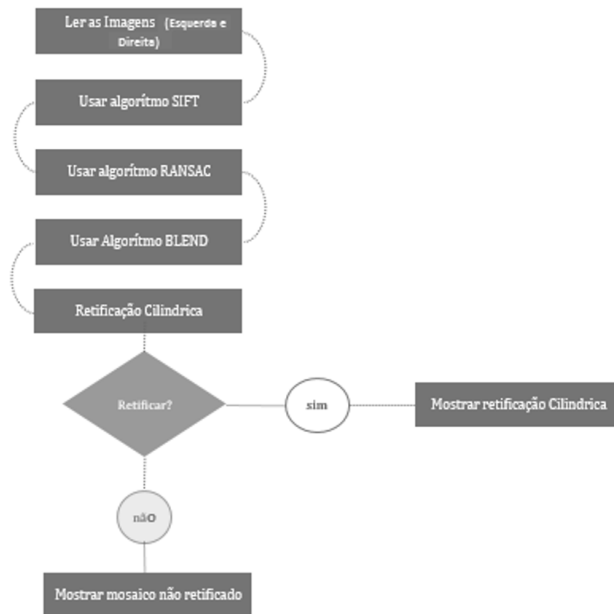 Ler as Imagens (Esquerda e
Direita)
Usar algorítmo SIFT
Usar algorítmo RANSAC
Usar Algorítmo BLEND
Retificação Cilindrica
Retificar?
sim
Mostrar retificação Cilindrica
nãO
Mostrar mosaico não retificado